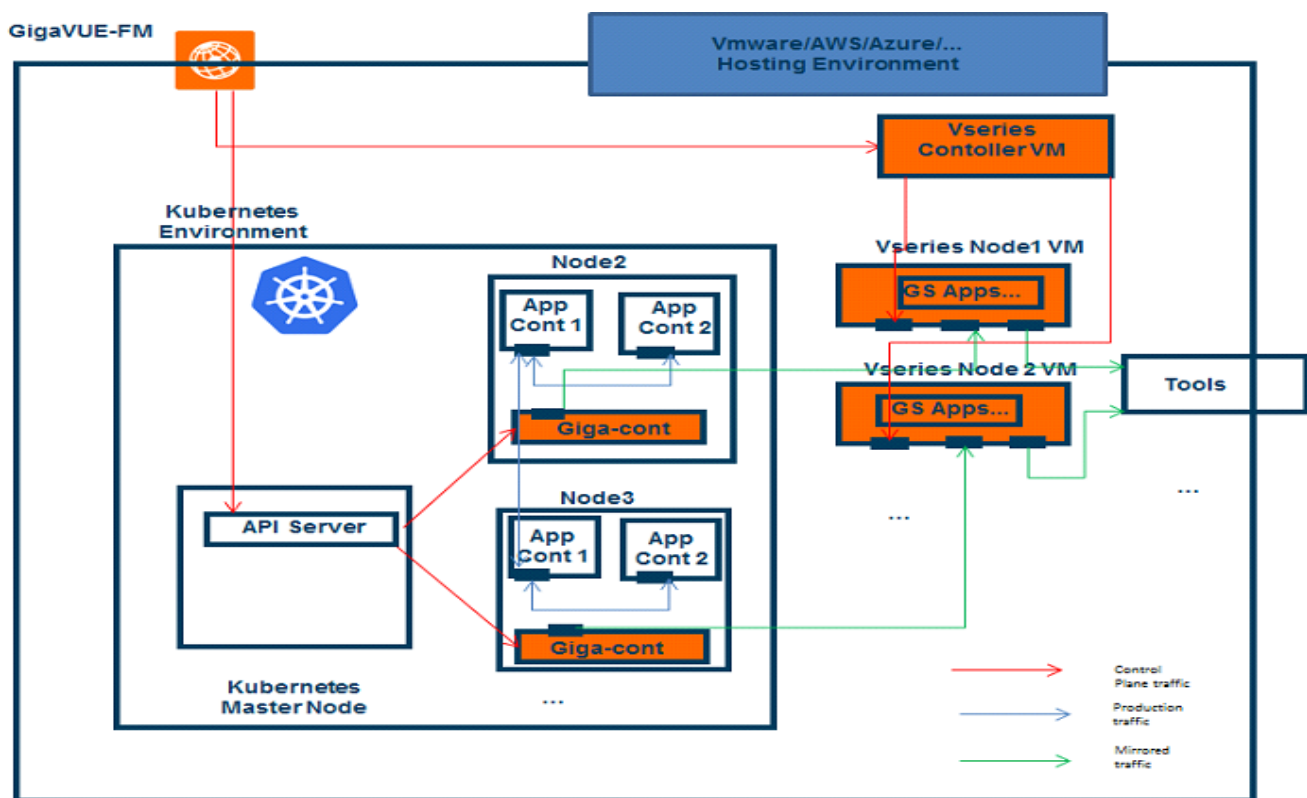 GigaVUE-FM
Vmware/AWS/Azure/...
Hosting Environment
Vseries
Contoller VM
Kubernetes
Environment
Node2
App
Cont 1
App
Cont 2
Giga-cont
Vseries Node1 VM
GS Apps...
Vseries Node 2 VM
GS Apps...
Tools
...
...
API Server
Node3
App
Cont 1
App
Cont 2
Giga-cont
...
Kubernetes
Master Node
Control
Plane traffic
Production
traffic
Mirrored
traffic